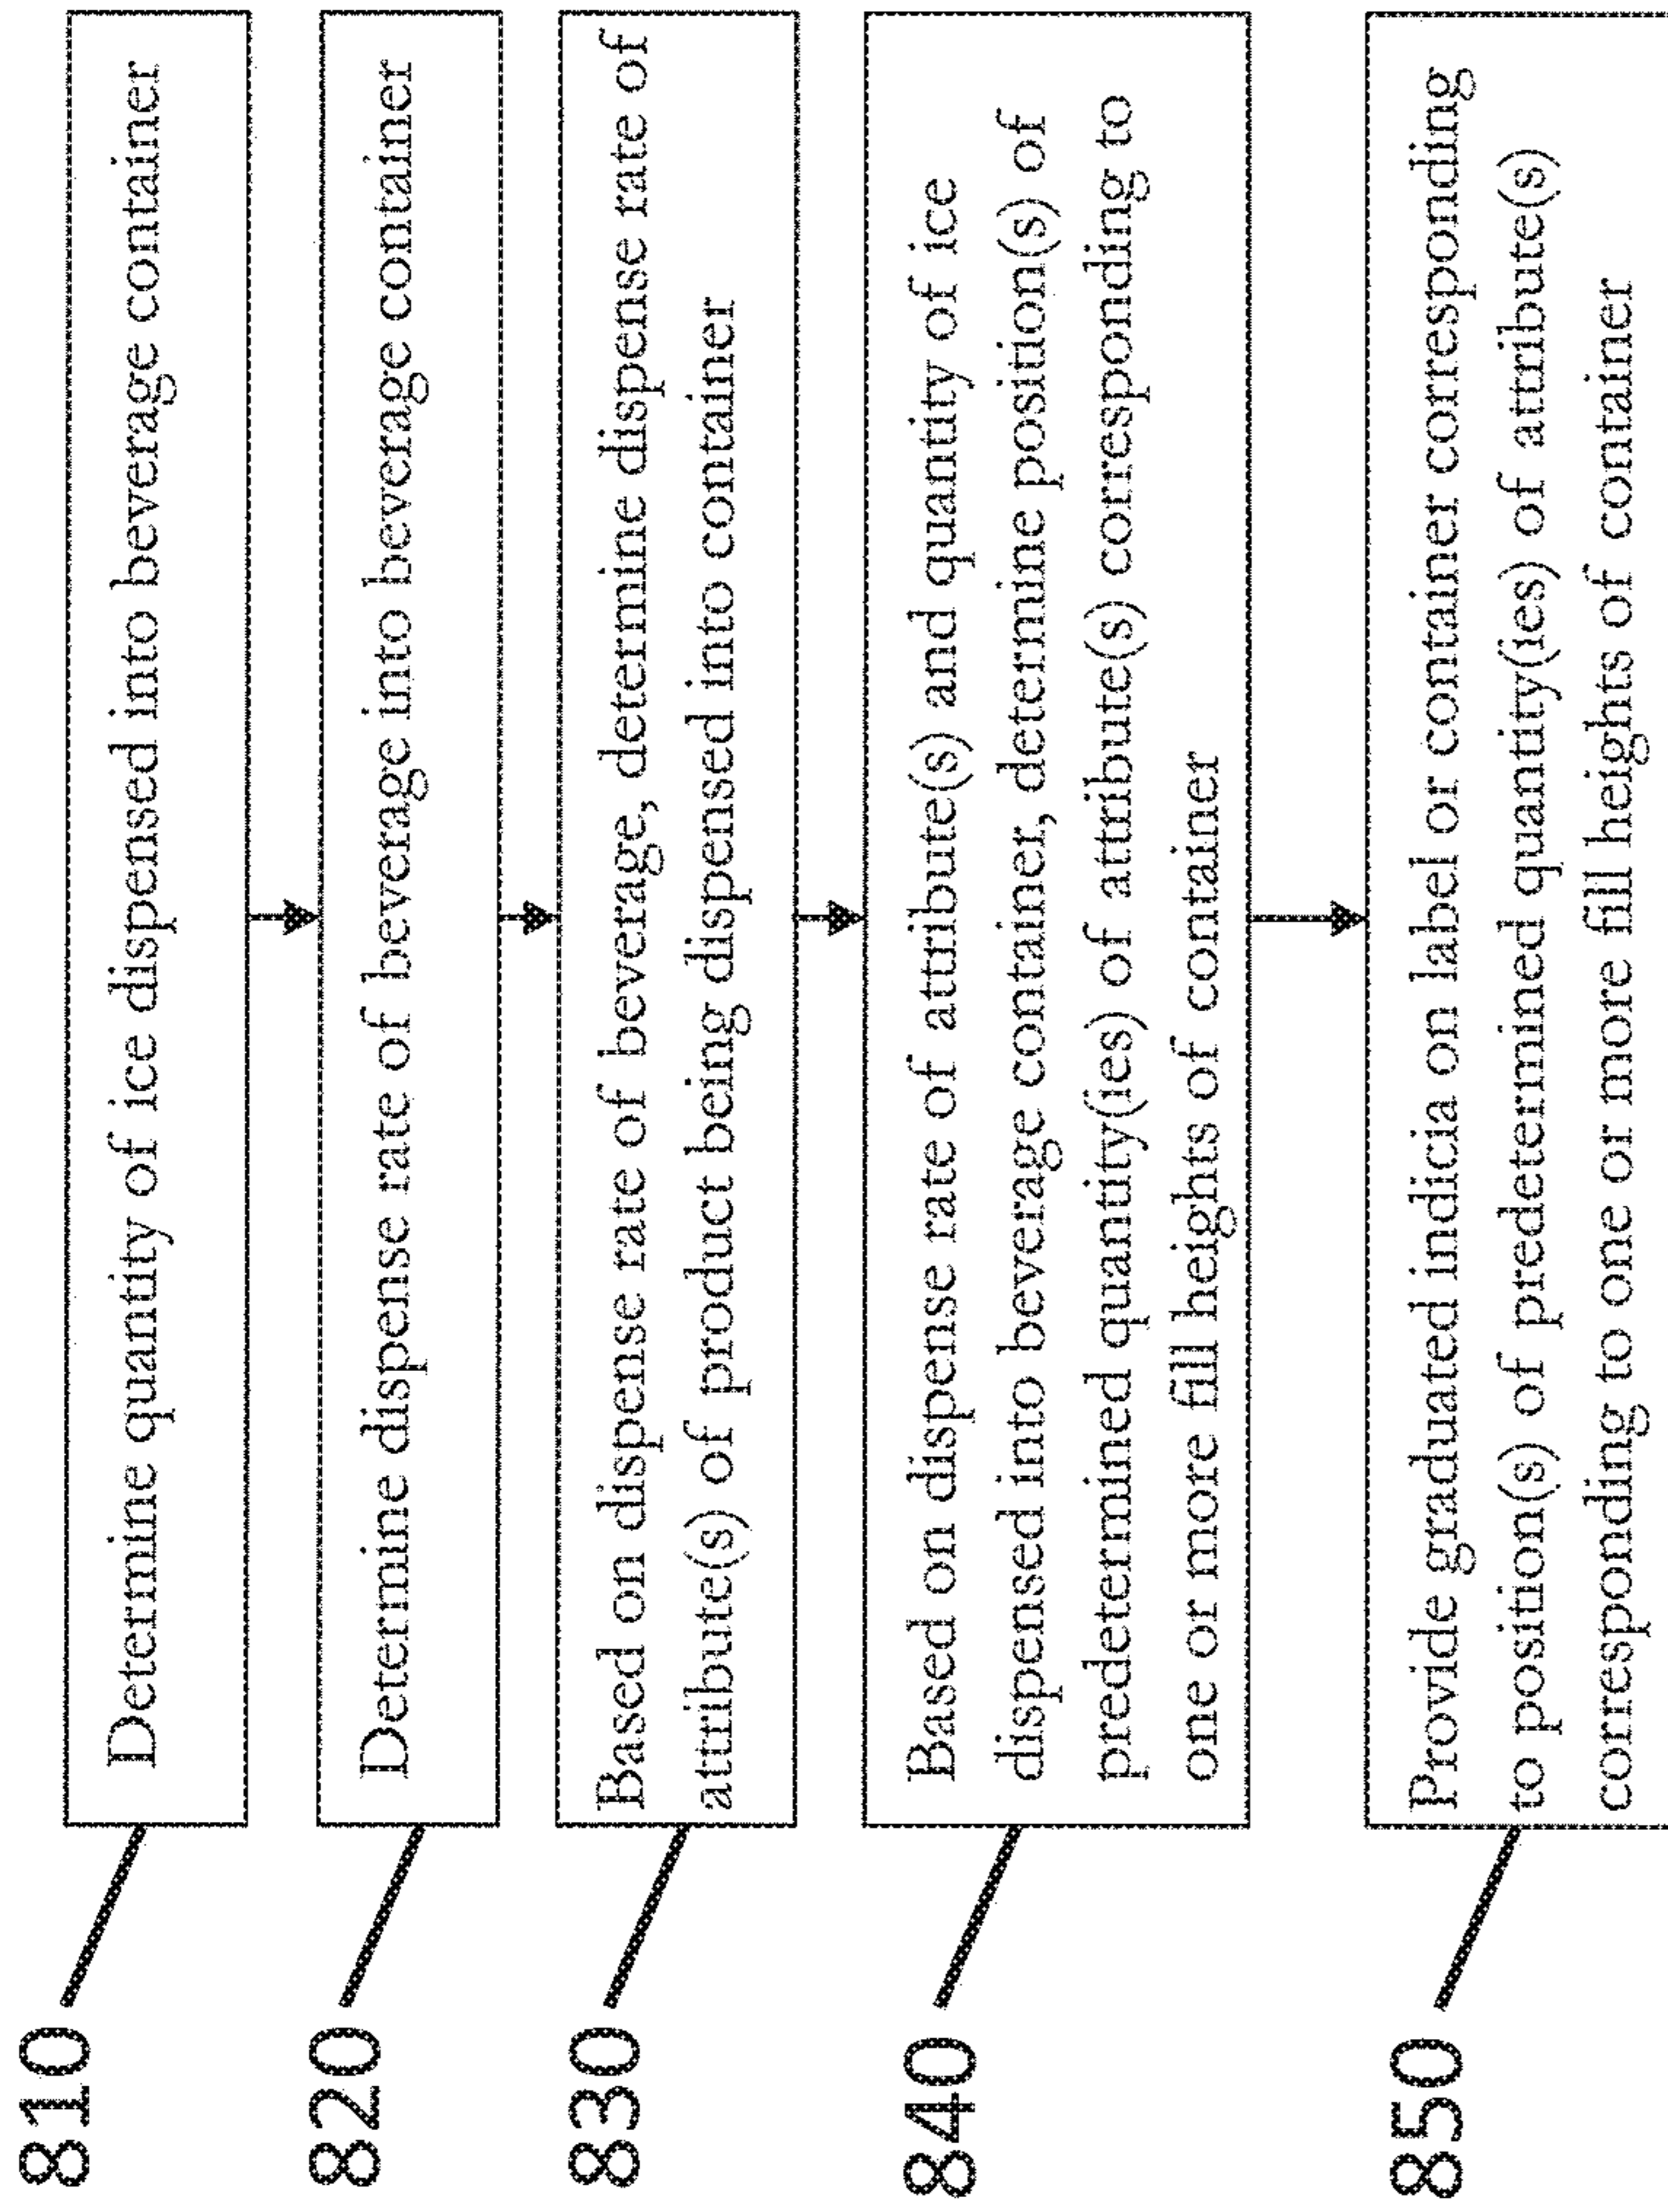 810
Determine quantity of ice dispensed into beverage container
820
Determine dispense rate of beverage into beverage container
830
Based on dispense rate of beverage, determine dispense rate of
attribute(s) of product being dispensed into container
840
Based on dispense rate of attribute(s) and quantity of ice
dispensed into beverage container, determine position(s) of
predetermined quantity(ies) of attribute(s) corresponding to
one or more fill heights of container
850
Provide graduated indicia on label or container corresponding
to position(s) of predetermined quantity(ies) of attribute(s)
corresponding to one or more fill heights of container